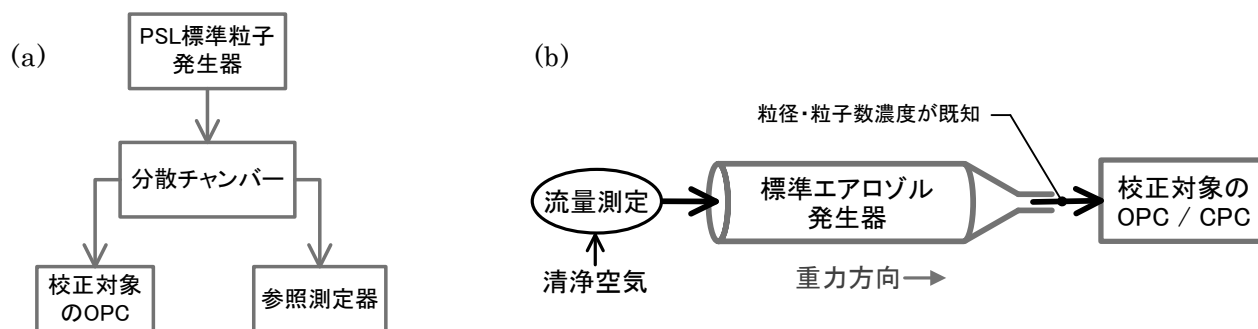 (a)
PSL標準粒子
発生器
分散チャンバー
校正対象
のOPC
参照測定器
(b)
粒径・粒子数濃度が既知
流量測定
標準エアロゾル
発生器
校正対象の
OPC / CPC
清浄空気
重力方向